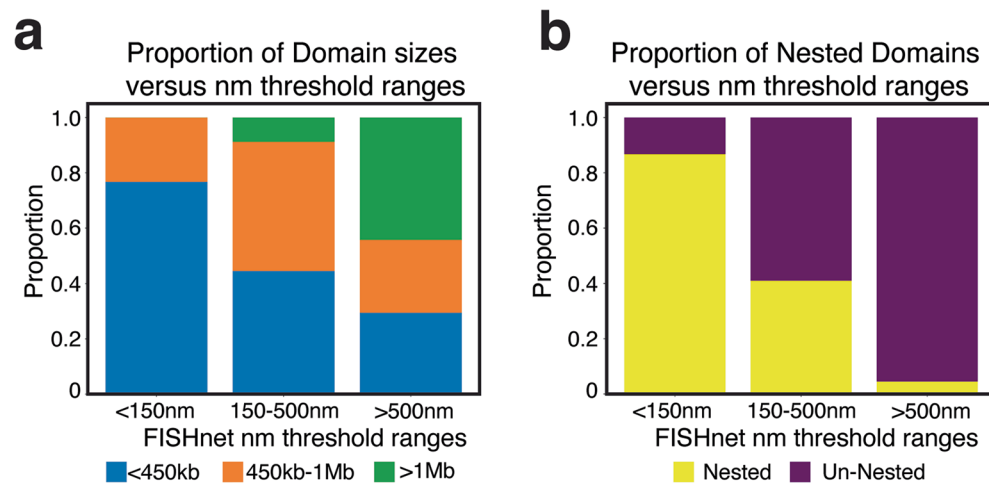 a
Proportion of Domain sizes
versus nm threshold ranges
Proportion
1.0
0.8
0.6
0.4
0.2
0
<150nm 150-500nm >500nm
FISHnet nm threshold ranges
<450kb 450kb-1Mb >1Mb
b
Proportion of Nested Domains
versus nm threshold ranges
Proportion
1.0
0.8
0.6
0.4
0.2
0
<150nm 150-500nm >500nm
FISHnet nm threshold ranges
Nested Un-Nested